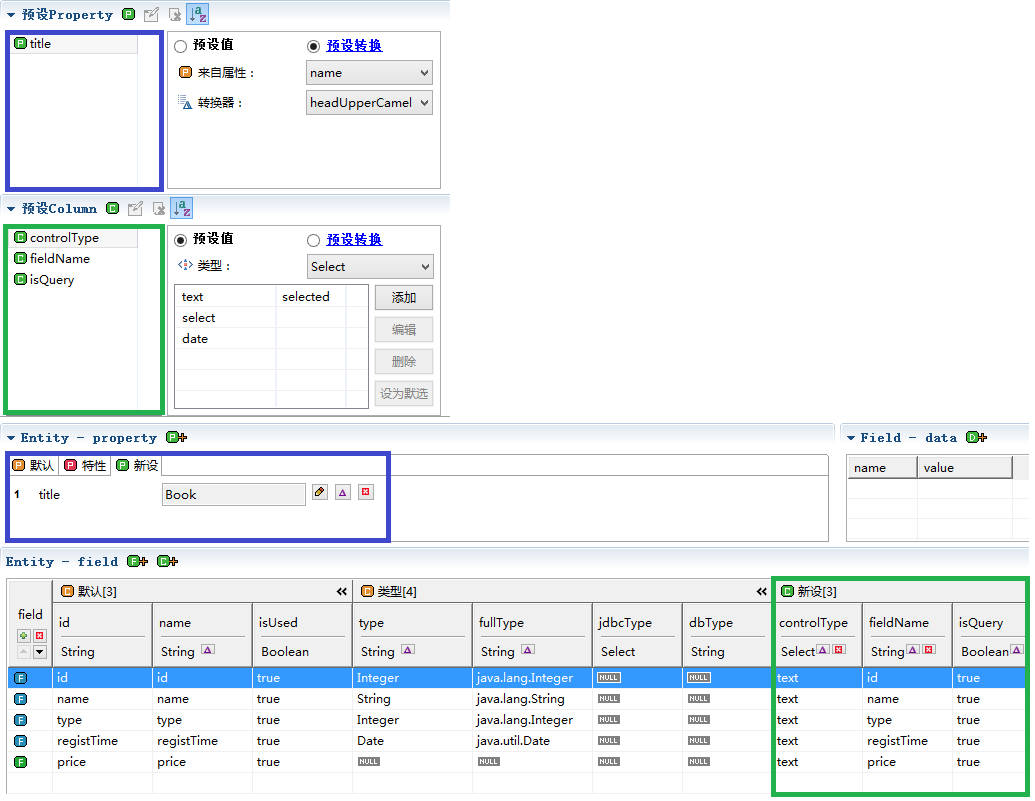 预设Property
title
预设值 预设转换
来自属性： name
转换器： headUpperCamel
预设Column
controlType
fieldName
isQuery
预设值 预设转换
类型： Select
text selected
select
date
添加
编辑
删除
设为默选
Entity - property
默认 特性 新设
1 title Book
Field - data
name value
Entity - field
field 默认[3] 类型[4] 新设[3]
id name isUsed type fullType jdbcType dbType controlType fieldName isQuery
String String Boolean String String Select String Select String Boolean
id id true Integer java.lang.Integer NULL NULL text id true
name name true String java.lang.String NULL NULL text name true
type type true Integer java.lang.Integer NULL NULL text type true
registTime registTime true Date java.util.Date NULL NULL text registTime true
price price true NULL NULL NULL NULL text price true